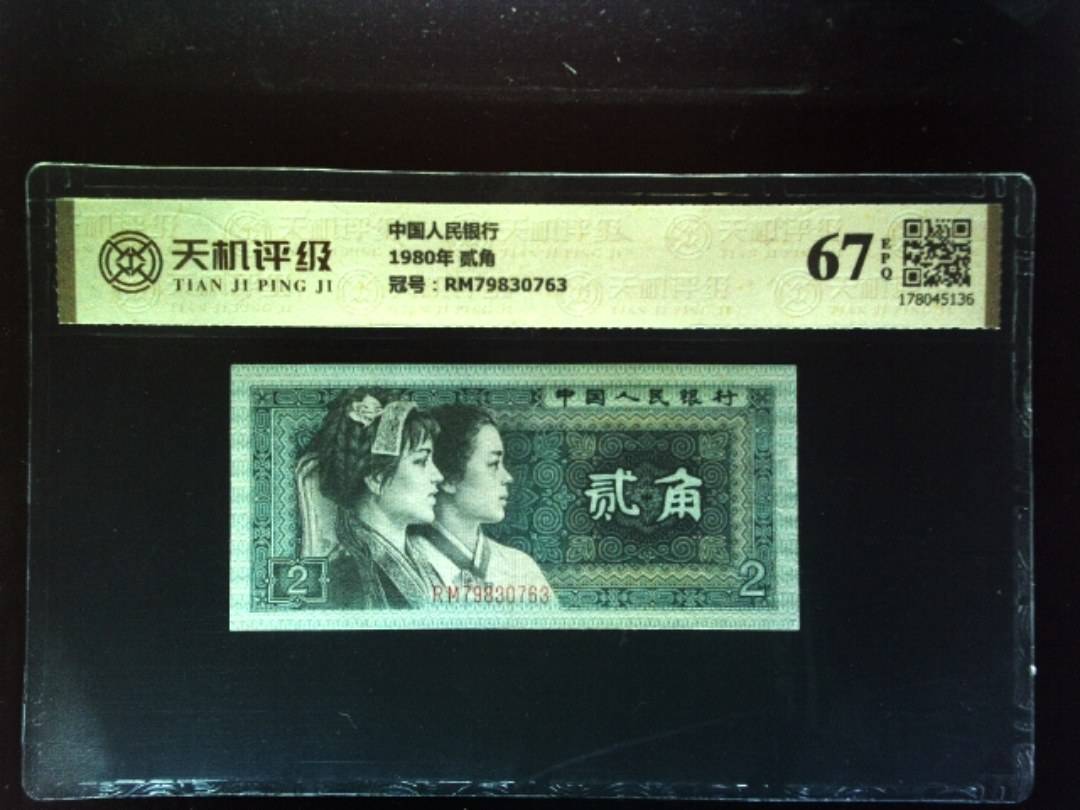 天机评级
TIAN JI PING JI
中国人民银行
1980年 贰角
冠号：RM79830763
67
EPQ
178045136
中国人民银行
贰角
2
2
RM79830763